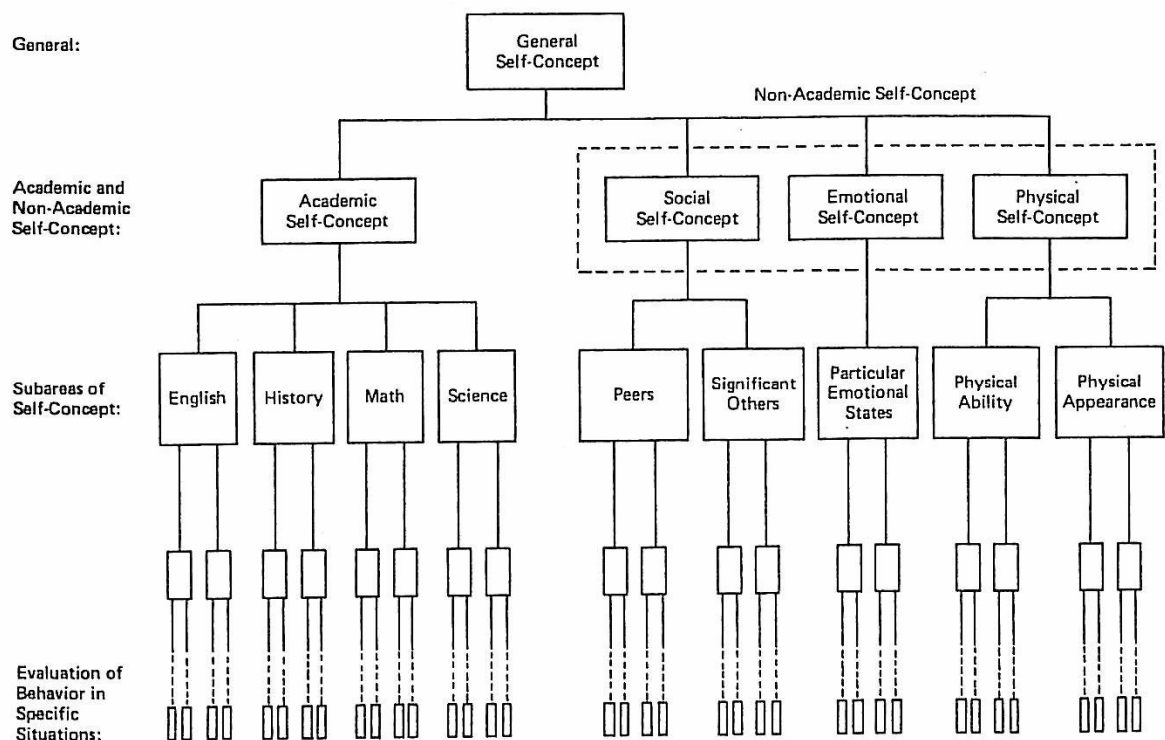 General:
General
Self-Concept
Non-Academic Self-Concept
Academic and
Non-Academic
Self-Concept:
Academic
Self-Concept
Social
Self-Concept
Emotional
Self-Concept
Physical
Self-Concept
Subareas of
Self-Concept:
English
History
Math
Science
Peers
Significant
Others
Particular
Emotional
States
Physical
Ability
Physical
Appearance
Evaluation of
Behavior in
Specific
Situations: